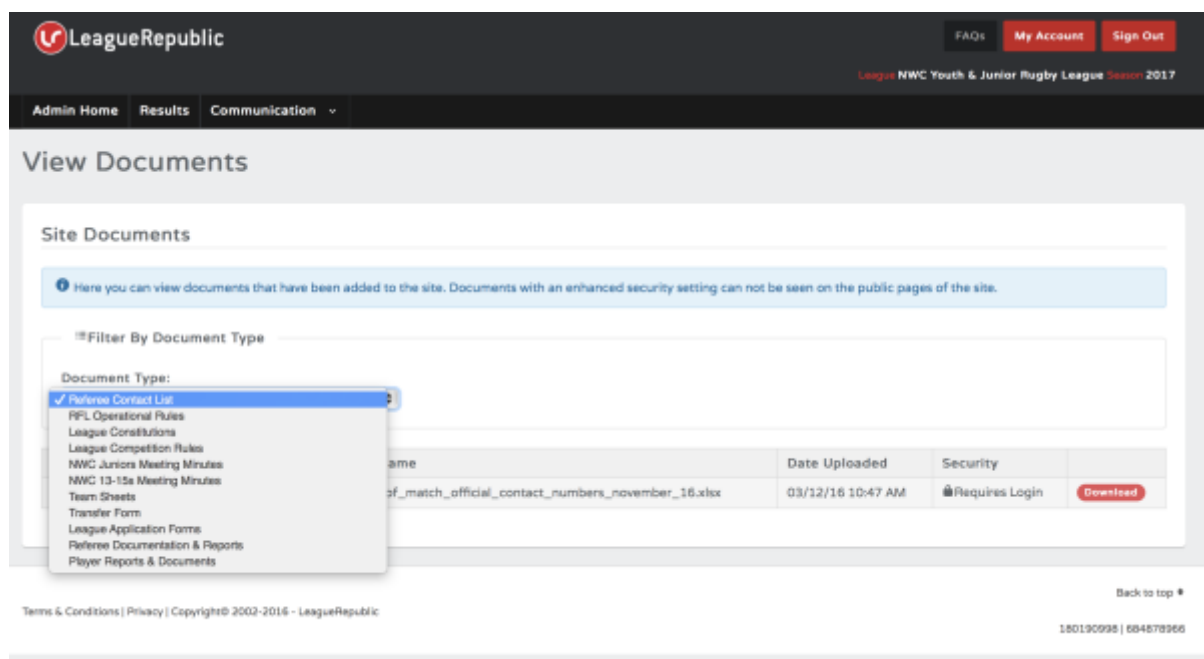 LeagueRepublic
FAQs My Account Sign Out
League NWC Youth & Junior Rugby League Season 2017
Admin Home Results Communication
View Documents
Site Documents
Here you can view documents that have been added to the site. Documents with an enhanced security setting can not be seen on the public pages of the site.
Filter By Document Type
Document Type:
✓ Referee Contact List
RFL Operational Rules
League Constitutions
League Competition Rules
NWC Juniors Meeting Minutes
NWC 13-15s Meeting Minutes
Team Sheets
Transfer Form
League Application Forms
Referee Documentation & Reports
Player Reports & Documents
ame Date Uploaded Security
of_match_official_contact_numbers_november_16.xlsx 03/12/16 10:47 AM Requires Login Download
Back to top
Terms & Conditions | Privacy | Copyright© 2002-2016 - LeagueRepublic
180190998 | 684878966